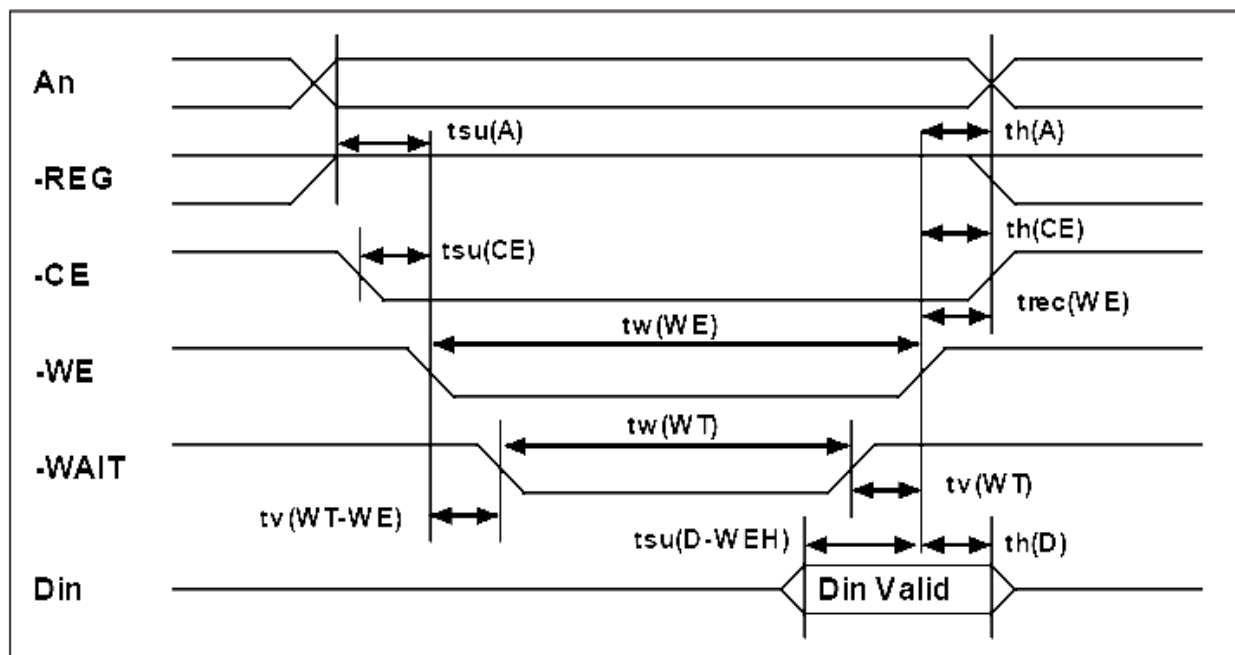 An
tsu(A)
th(A)
-REG
tsu(CE)
th(CE)
-CE
tw(WE)
trec(WE)
-WE
tw(WT)
-WAIT
tv(WT-WE)
tv(WT)
tsu(D-WEH)
th(D)
Din
Din Valid